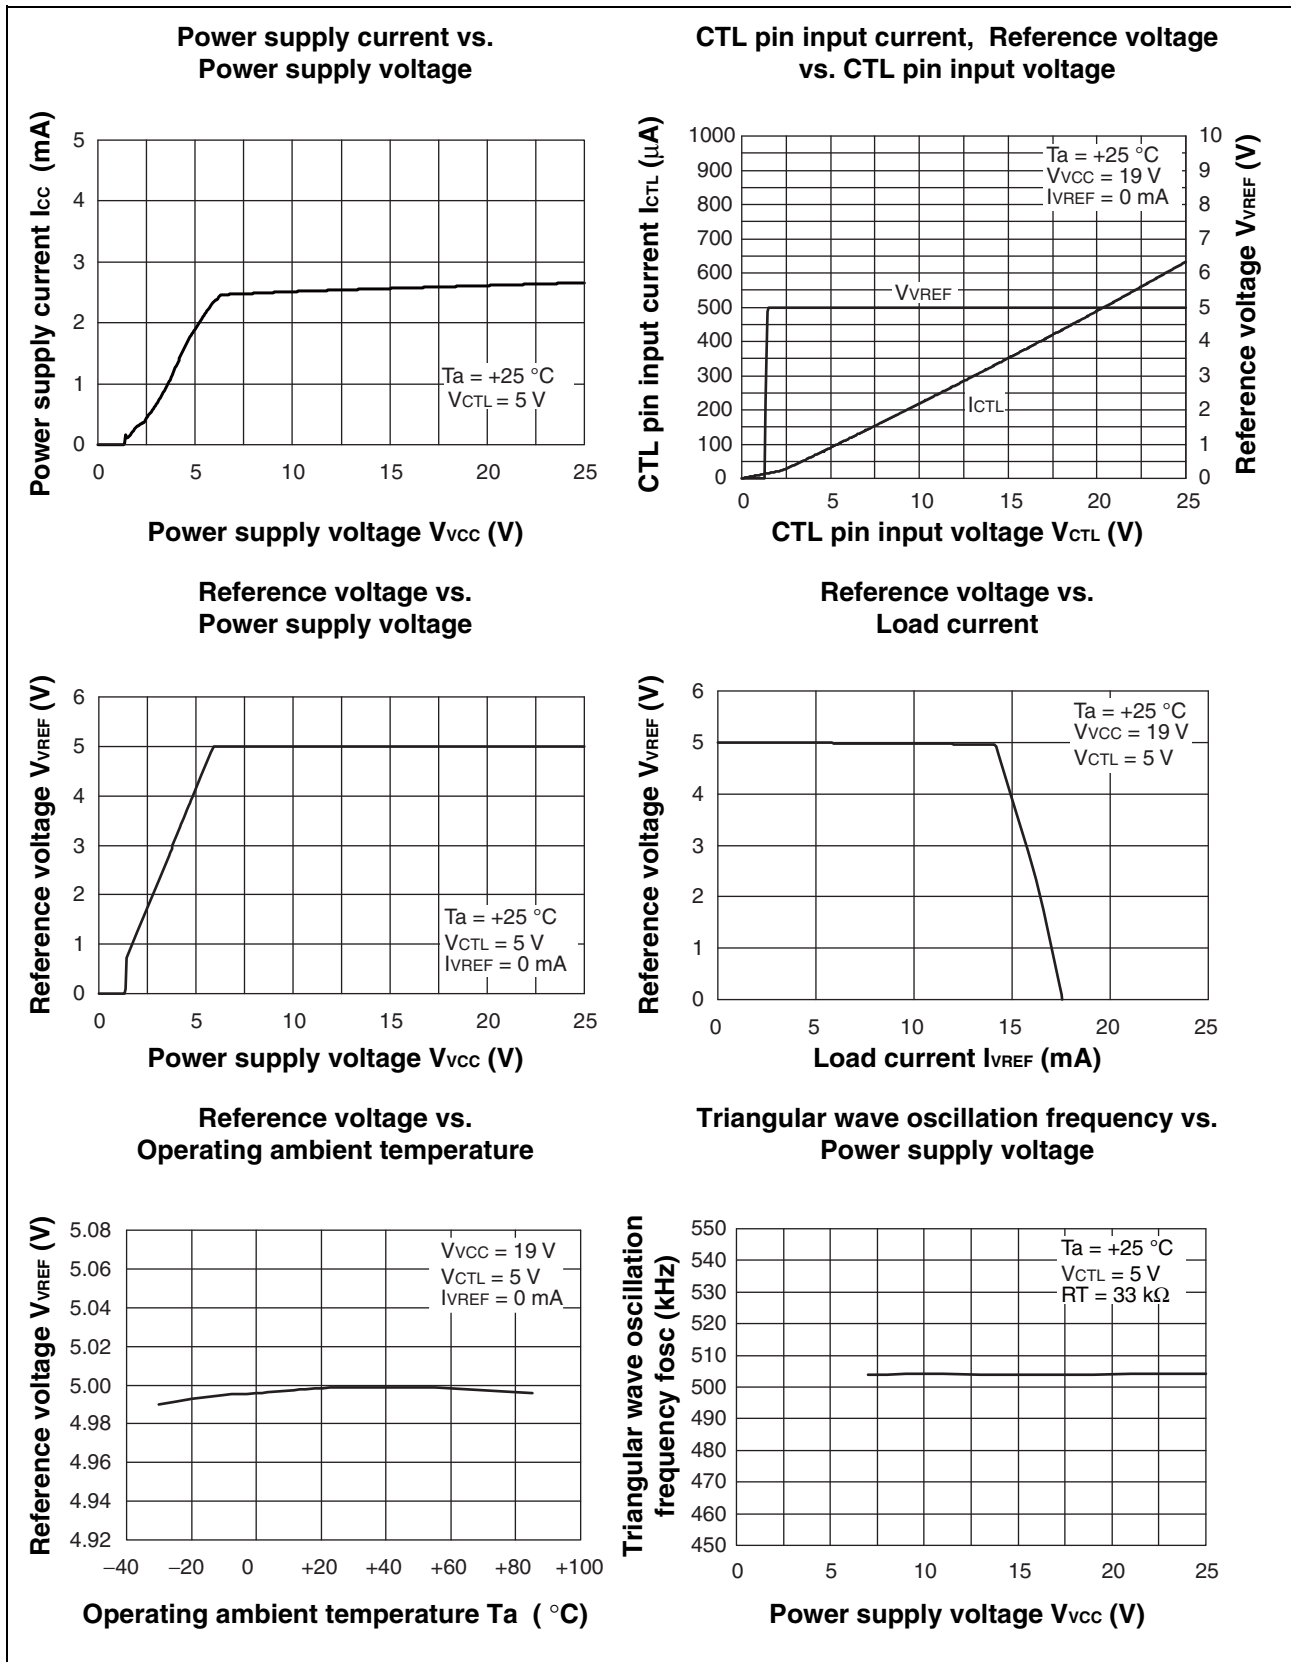 Power supply current vs.
Power supply voltage
Power supply current ICC (mA)
5
4
3
2
1
0
Ta = +25 °C
VCTL = 5 V
0 5 10 15 20 25
Power supply voltage VVCC (V)
CTL pin input current, Reference voltage
vs. CTL pin input voltage
CTL pin input current ICTL (μA)
1000
900
800
700
600
500
400
300
200
100
0
Ta = +25 °C
VVCC = 19 V
IVREF = 0 mA
VVREF
ICTL
10
9
8
7
6
5
4
3
2
1
0
Reference voltage VVREF (V)
0 5 10 15 20 25
CTL pin input voltage VCTL (V)
Reference voltage vs.
Power supply voltage
Reference voltage VVREF (V)
6
5
4
3
2
1
0
Ta = +25 °C
VCTL = 5 V
IVREF = 0 mA
0 5 10 15 20 25
Power supply voltage VVCC (V)
Reference voltage vs.
Load current
Reference voltage VVREF (V)
6
5
4
3
2
1
0
Ta = +25 °C
VVCC = 19 V
VCTL = 5 V
0 5 10 15 20 25
Load current IVREF (mA)
Reference voltage vs.
Operating ambient temperature
Reference voltage VVREF (V)
5.08
5.06
5.04
5.02
5.00
4.98
4.96
4.94
4.92
VVCC = 19 V
VCTL = 5 V
IVREF = 0 mA
−40 −20 0 +20 +40 +60 +80 +100
Operating ambient temperature Ta ( °C)
Triangular wave oscillation frequency vs.
Power supply voltage
Triangular wave oscillation
frequency fosc (kHz)
550
540
530
520
510
500
490
480
470
460
450
Ta = +25 °C
VCTL = 5 V
RT = 33 kΩ
0 5 10 15 20 25
Power supply voltage VVCC (V)